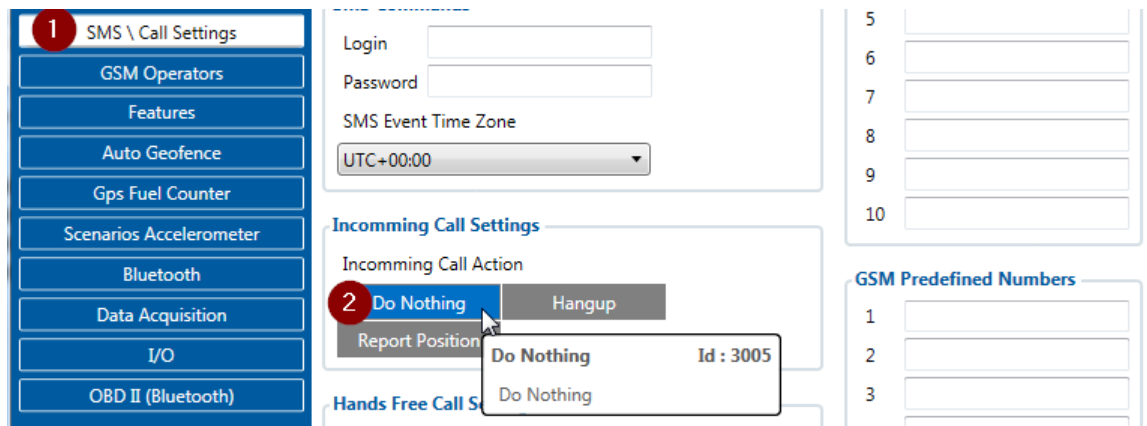 1
SMS \ Call Settings
GSM Operators
Features
Auto Geofence
Gps Fuel Counter
Scenarios Accelerometer
Bluetooth
Data Acquisition
I/O
OBD II (Bluetooth)
Login
Password
SMS Event Time Zone
UTC+00:00
Incomming Call Settings
Incomming Call Action
2 Do Nothing Hangup
Report Position
Do Nothing Id : 3005
Do Nothing
Hands Free Call
5
6
7
8
9
10
GSM Predefined Numbers
1
2
3